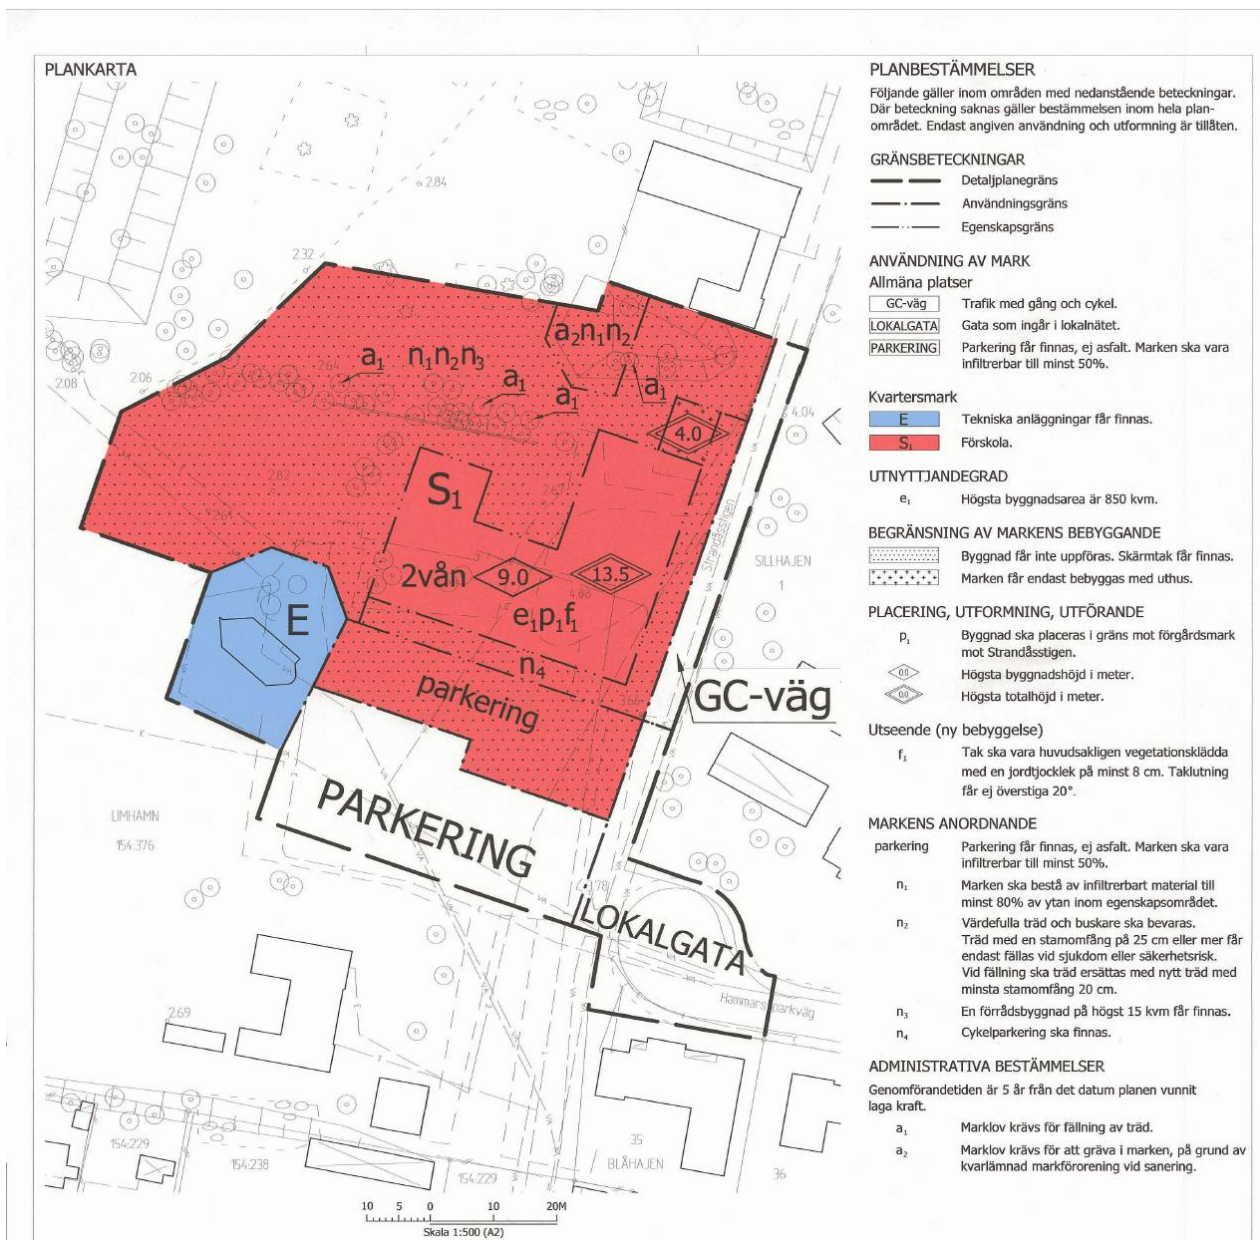 PLANKARTA
2.84
2.32
2.08
2.06
2.64
a₂n₁n₂
a₁ n₁n₂n₃
a₁
a₁
a₁
4.0
4.04
2.67
S₁
2vån
9.0
13.5
4.88
e₁p₁f₁
n₄
parkering
3.66
E
Strandåsstigen
SILLHAJEN
1
GC-väg
PARKERING
LIMHAMN
154:376
3.78
LOKALGATA
Hammars parkväg
2.69
154:229
154:238
154:229
35
BLÅHAJEN
36
10 5 0 10 20M
Skala 1:500 (A2)
PLANBESTÄMMELSER
Följande gäller inom områden med nedanstående beteckningar.
Där beteckning saknas gäller bestämmelsen inom hela plan-
området. Endast angiven användning och utformning är tillåten.
GRÄNSBETECKNINGAR
Detaljplanegräns
Användningsgräns
Egenskapsgräns
ANVÄNDNING AV MARK
Allmäna platser
GC-väg Trafik med gång och cykel.
LOKALGATA Gata som ingår i lokalnätet.
PARKERING Parkering får finnas, ej asfalt. Marken ska vara
infiltrerbar till minst 50%.
Kvartersmark
E Tekniska anläggningar får finnas.
S₁ Förskola.
UTNYTTJANDEGRAD
e₁ Högsta byggnadsarea är 850 kvm.
BEGRÄNSNING AV MARKENS BEBYGGANDE
Byggnad får inte uppföras. Skärmtak får finnas.
Marken får endast bebyggas med uthus.
PLACERING, UTFORMNING, UTFÖRANDE
p₁ Byggnad ska placeras i gräns mot förgårdsmark
mot Strandåsstigen.
0.0 Högsta byggnadshöjd i meter.
0.0 Högsta totalhöjd i meter.
Utseende (ny bebyggelse)
f₁ Tak ska vara huvudsakligen vegetationsklädda
med en jordtjocklek på minst 8 cm. Taklutning
får ej överstiga 20°.
MARKENS ANORDNANDE
parkering Parkering får finnas, ej asfalt. Marken ska vara
infiltrerbar till minst 50%.
n₁ Marken ska bestå av infiltrerbart material till
minst 80% av ytan inom egenskapsområdet.
n₂ Värdefulla träd och buskare ska bevaras.
Träd med en stamomfång på 25 cm eller mer får
endast fällas vid sjukdom eller säkerhetsrisk.
Vid fällning ska träd ersättas med nytt träd med
minsta stamomfång 20 cm.
n₃ En förrådsbyggnad på högst 15 kvm får finnas.
n₄ Cykelparkering ska finnas.
ADMINISTRATIVA BESTÄMMELSER
Genomförandetiden är 5 år från det datum planen vunnit
laga kraft.
a₁ Marklov krävs för fällning av träd.
a₂ Marklov krävs för att gräva i marken, på grund av
kvarlämnad markförorening vid sanering.